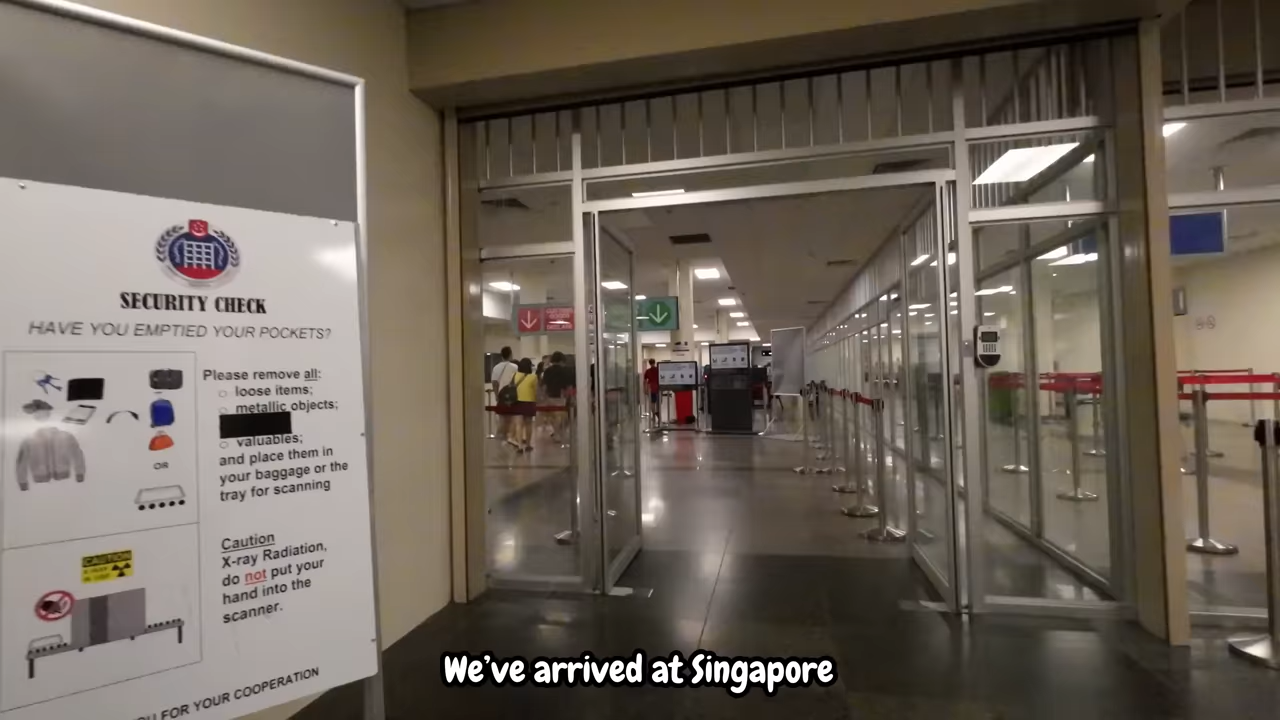 SECURITY CHECK
HAVE YOU EMPTIED YOUR POCKETS?
Please remove all:
loose items;
metallic objects;
valuables;
and place them in
your baggage or the
tray for scanning
OR
CAUTION
Caution
X-ray Radiation,
do not put your
hand into the
scanner.
YOU FOR YOUR COOPERATION
We've arrived at Singapore